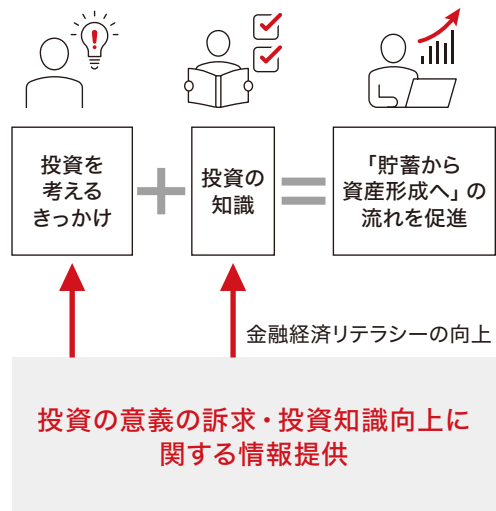 投資を
考える
きっかけ
投資の
知識
「貯蓄から
資産形成へ」の
流れを促進
金融経済リテラシーの向上
投資の意義の訴求・投資知識向上に
関する情報提供